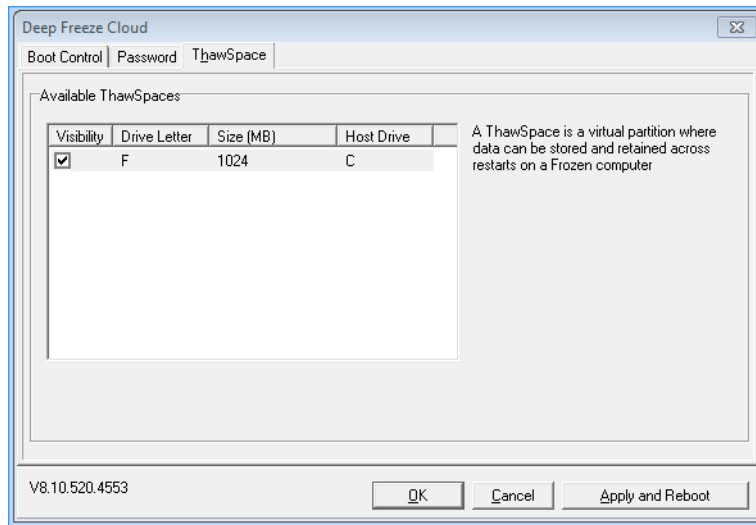 Deep Freeze Cloud
Boot Control Password ThawSpace
Available ThawSpaces
Visibility Drive Letter Size (MB) Host Drive
F 1024 C
A ThawSpace is a virtual partition where
data can be stored and retained across
restarts on a Frozen computer
V8.10.520.4553
OK Cancel Apply and Reboot